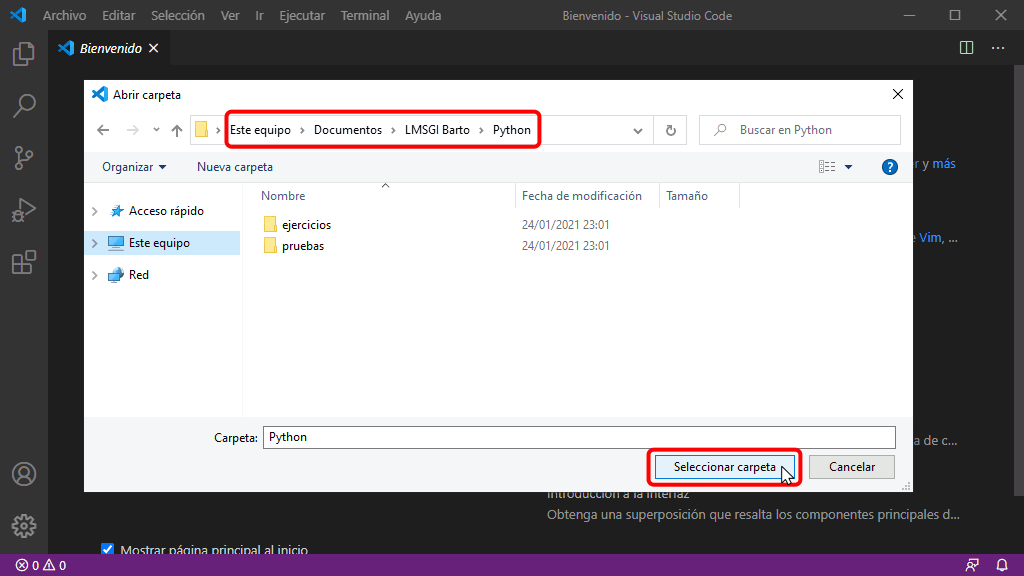 Archivo Editar Selección Ver Ir Ejecutar Terminal Ayuda Bienvenido - Visual Studio Code
Bienvenido
Abrir carpeta
Este equipo > Documentos > LMSGI Barto > Python
Buscar en Python
Organizar Nueva carpeta
y más
Nombre Fecha de modificación Tamaño
Acceso rápido
ejercicios 24/01/2021 23:01
Este equipo
pruebas 24/01/2021 23:01
Vim, ...
Red
Carpeta: Python
a de c...
Seleccionar carpeta Cancelar
Introducción a la interfaz
Obtenga una superposición que resalta los componentes principales d...
Mostrar página principal al inicio
0 0